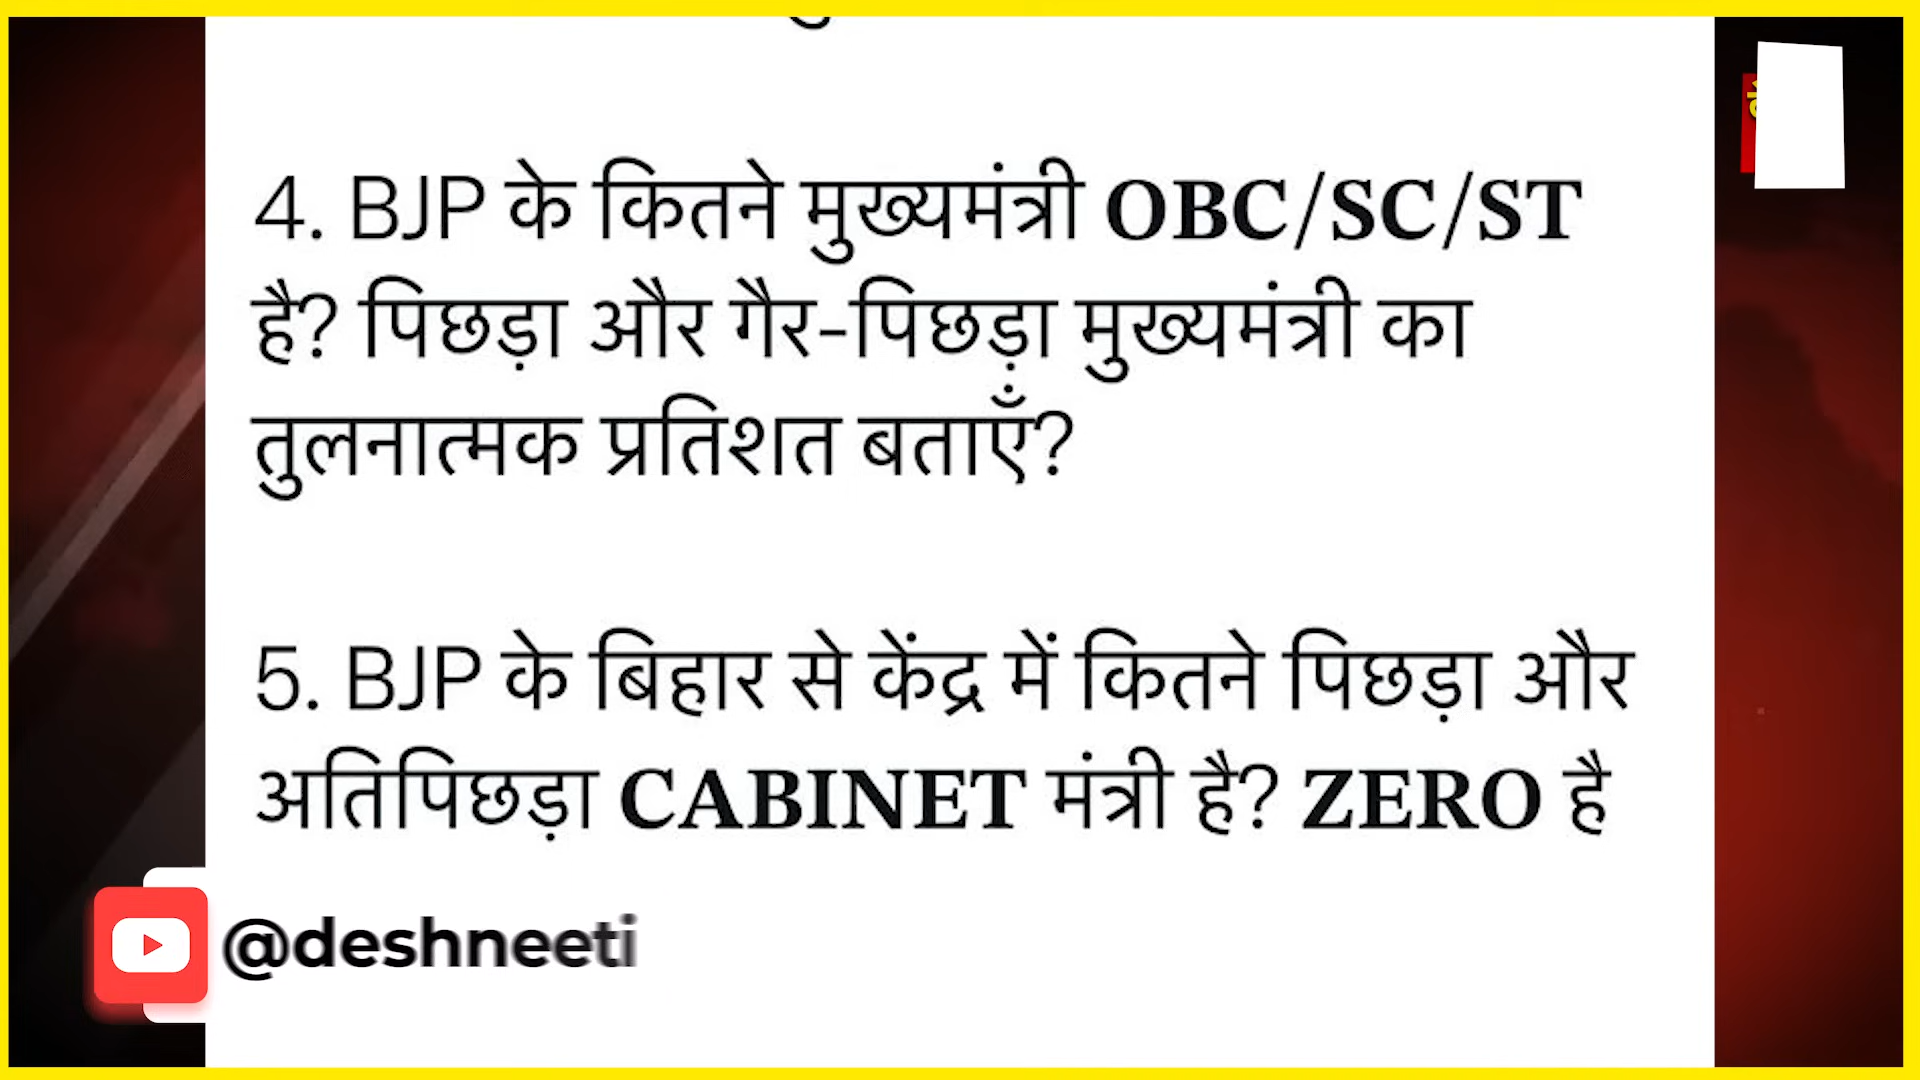 4. BJP के कितने मुख्यमंत्री OBC/SC/ST
है? पिछड़ा और गैर-पिछड़ा मुख्यमंत्री का
तुलनात्मक प्रतिशत बताएँ?
5. BJP के बिहार से केंद्र में कितने पिछड़ा और
अतिपिछड़ा CABINET मंत्री है? ZERO है
@deshneeti